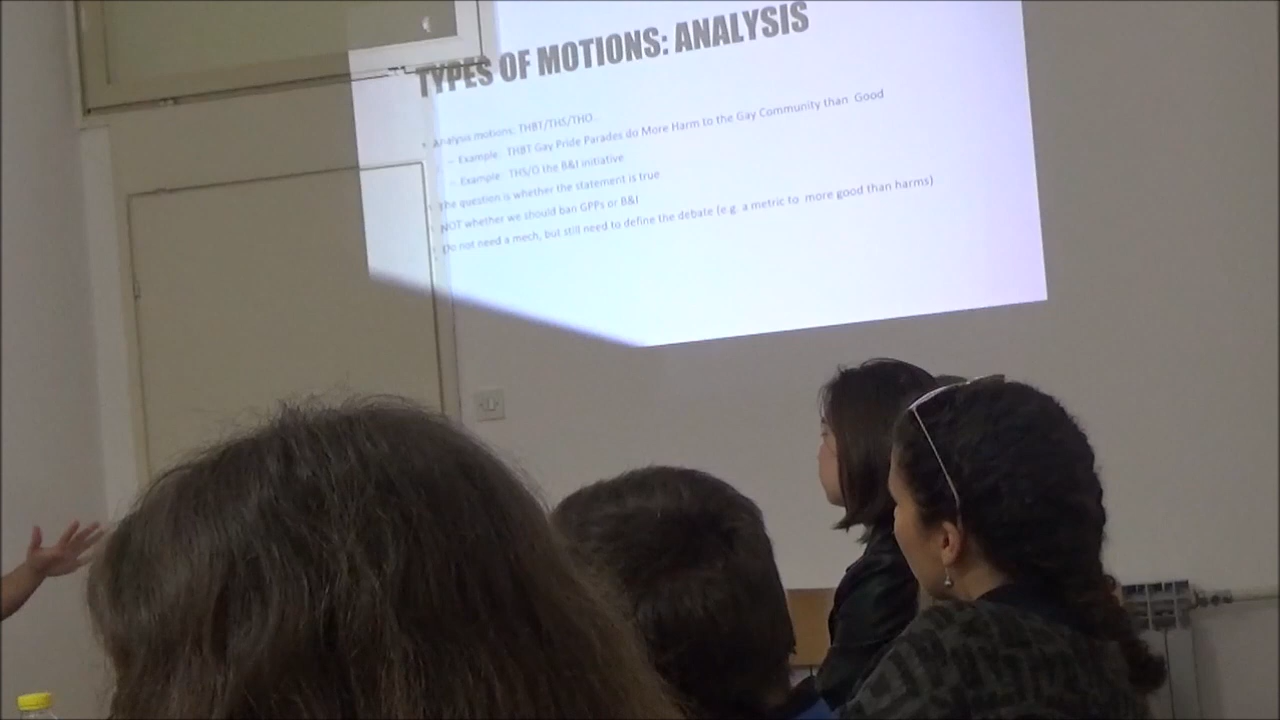 TYPES OF MOTIONS: ANALYSIS
Analysis motions: THBT/THS/THO..
– Example: THBT Gay Pride Parades do More Harm to the Gay Community than Good
– Example: THS/O the B&I initiative
The question is whether the statement is true
NOT whether we should ban GPPs or B&I
Do not need a mech, but still need to define the debate (e.g. a metric to more good than harms)